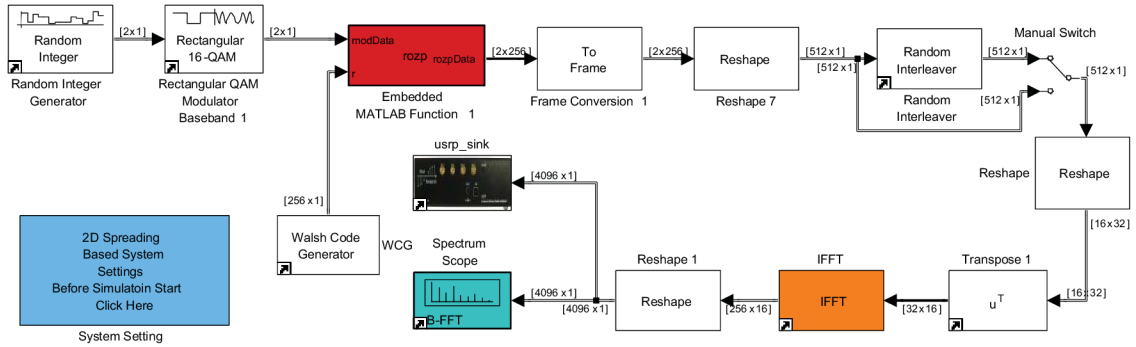 [2x1]
[2x1]
Random
Integer
Random Integer
Generator
Rectangular
16-QAM
Rectangular QAM
Modulator
Baseband 1
modData
r
rozp
rozpData
Embedded
MATLAB Function 1
[2x256]
To
Frame
Frame Conversion 1
[2x256]
Reshape
Reshape 7
[512x1]
[512x1]
Random
Interleaver
Random
Interleaver
[512x1]
[512x1]
Manual Switch
[512x1]
Reshape
Reshape
[16x32]
usrp_sink
[4096x1]
[256x1]
Walsh Code
Generator
WCG
2D Spreading
Based System
Settings
Before Simulatoin Start
Click Here
System Setting
Spectrum
Scope
B-FFT
[4096x1]
[4096x1]
Reshape 1
Reshape
[256x16]
IFFT
IFFT
[32x16]
Transpose 1
uT
[16x32]